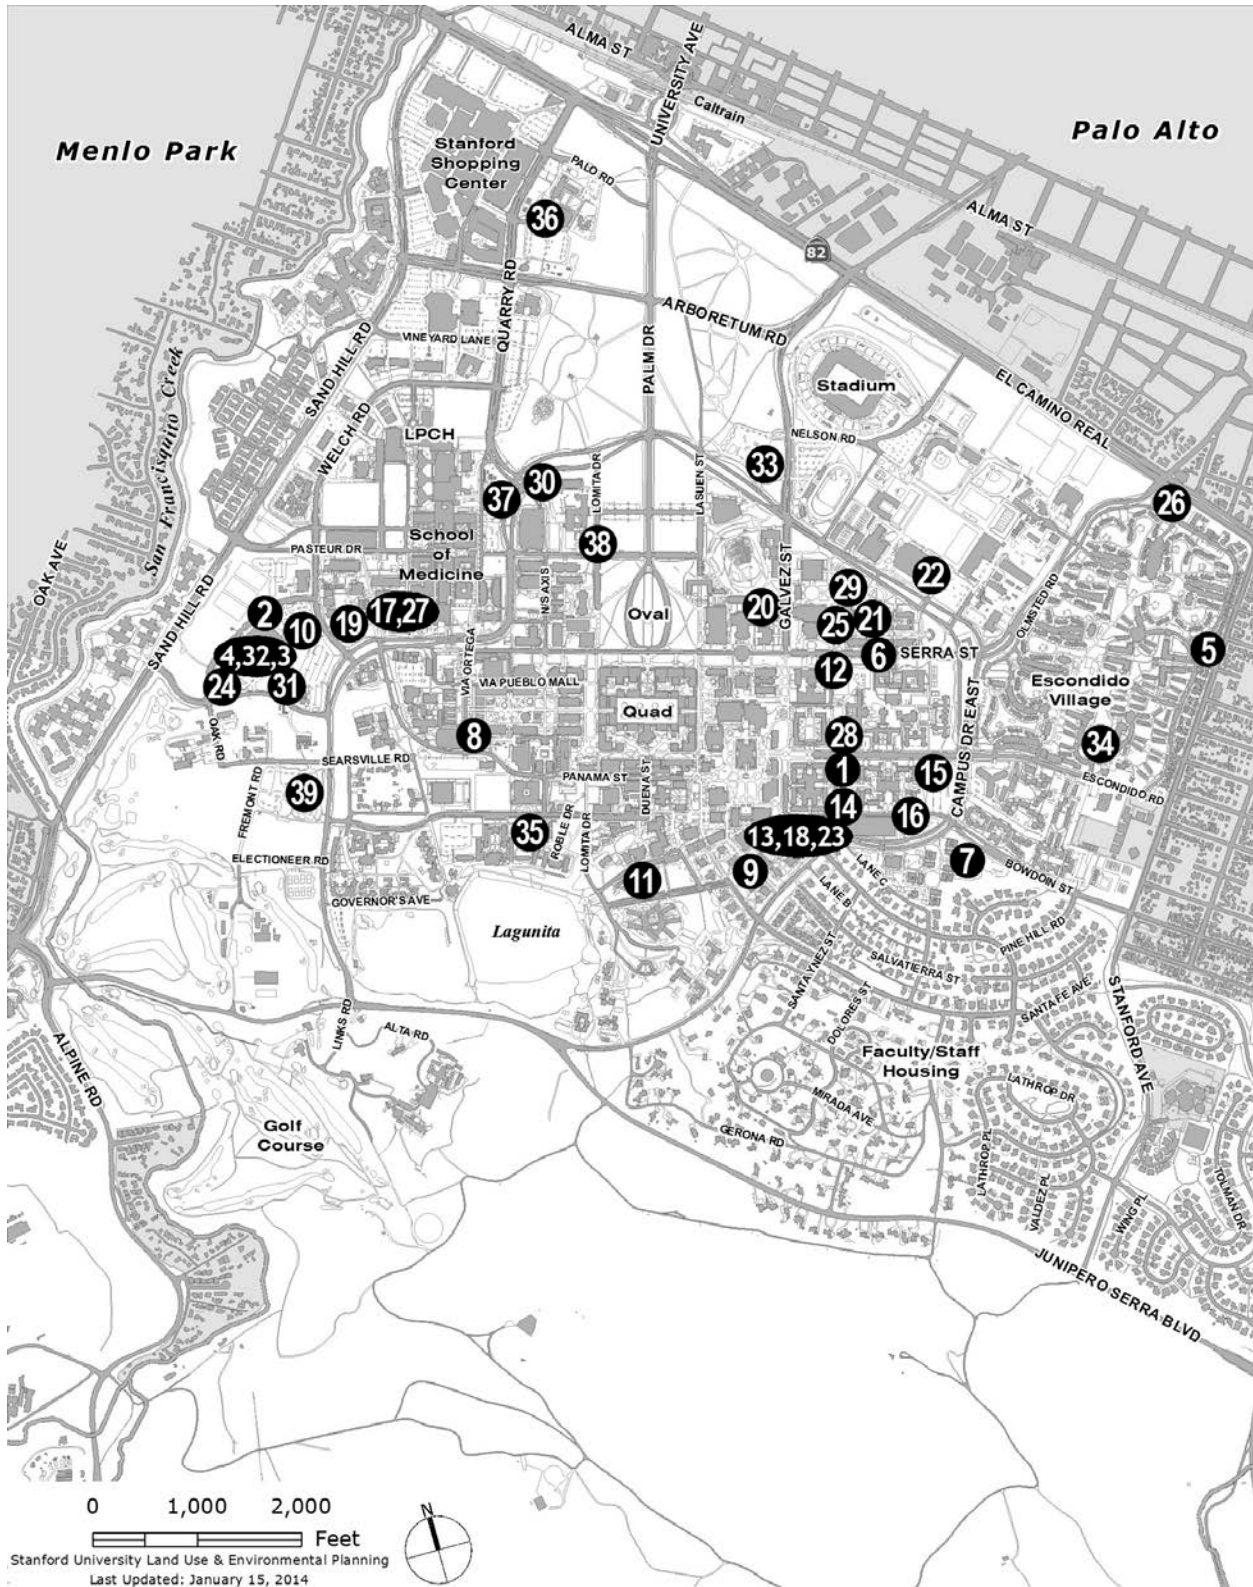 ALMA ST
UNIVERSITY AVE
Caltrain
Menlo Park
Palo Alto
Stanford
Shopping
Center
PALO RD
36
ALMA ST
82
QUARRY RD
ARBORETUM RD
PALM DR
VINEYARD LANE
SAND HILL RD
Stadium
EL CAMINO REAL
San Francisquito Creek
WELCH RD
LPCH
NELSON RD
33
LOMITA DR
LASUEN ST
30
37
26
OAK AVE
PASTEUR DR
School
of
Medicine
38
GALVEZ ST
22
OLMSTED RD
N/S AXIS
29
SAND HILL RD
2
10
19
17,27
Oval
20
25
21
5
4,32,3
6
SERRA ST
12
24
31
VIA ORTEGA
VIA PUEBLO MALL
Escondido
Village
Quad
CAMPUS DR EAST
OAK RD
8
28
34
SEARSVILLE RD
1
15
PANAMA ST
DUENA ST
ESCONDIDO RD
39
FREMONT RD
14
16
35
ROBLE DR
LOMITA DR
13,18,23
ELECTIONEER RD
11
9
LANE C
7
BOWDOIN ST
LANE B
GOVERNOR'S AVE
Lagunita
PINE HILL RD
SANTA YNEZ ST
SALVATIERRA ST
DOLORES ST
SANTA FE AVE
STANFORD AVE
LINKS RD
ALTA RD
ALPINE RD
Faculty/Staff
Housing
LATHROP DR
MIRADA AVE
Golf
Course
GERONA RD
LATHROP PL
VALDEZ PL
WING PL
TOLMAN DR
JUNIPERO SERRA BLVD
0 1,000 2,000
Feet
N
Stanford University Land Use & Environmental Planning
Last Updated: January 15, 2014